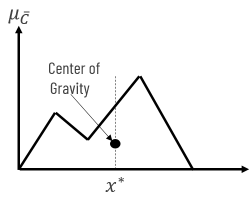 μ_C̄
Center of
Gravity
x*